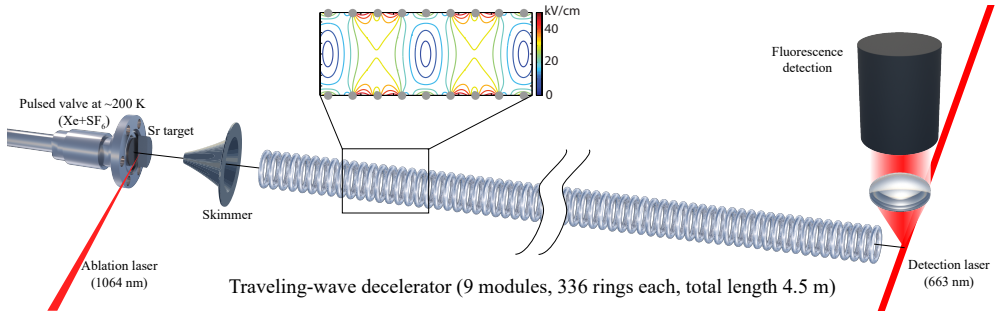 kV/cm
40
20
0
Fluorescence
detection
Pulsed valve at ~200 K
(Xe+SF₆)
Sr target
Skimmer
Ablation laser
(1064 nm)
Detection laser
(663 nm)
Traveling-wave decelerator (9 modules, 336 rings each, total length 4.5 m)